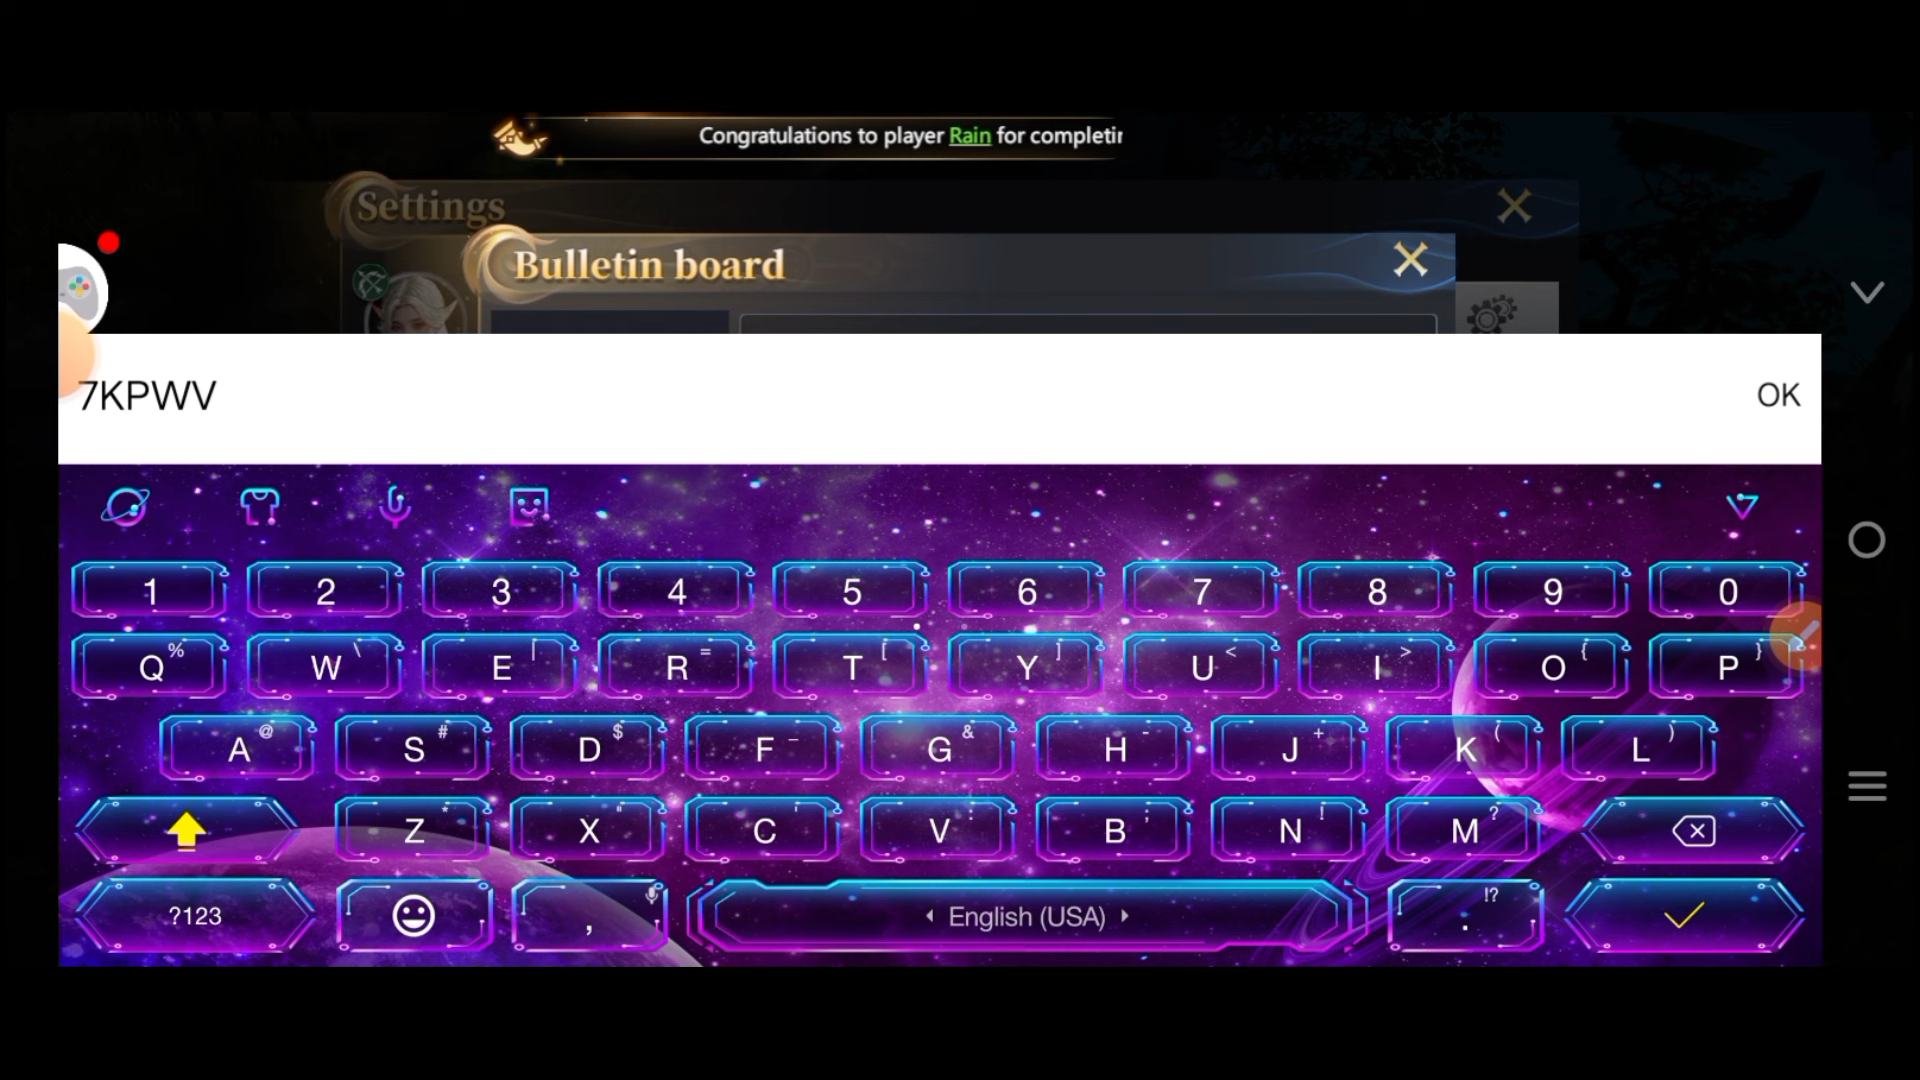 Congratulations to player Rain for completin
Settings
Bulletin board
7KPWV
OK
1 2 3 4 5 6 7 8 9 0
Q % W \ E | R = T [ Y ] U < I > O { P }
A @ S # D $ F _ G & H - J + K ( L )
Z * X " C ' V : B ; N ! M ?
?123 , English (USA) . !?